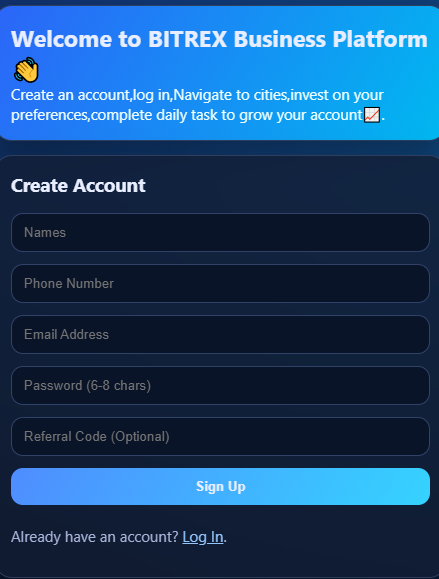 Welcome to BITREX Business Platform
👋
Create an account,log in,Navigate to cities,invest on your
preferences,complete daily task to grow your account📈.
Create Account
Names
Phone Number
Email Address
Password (6-8 chars)
Referral Code (Optional)
Sign Up
Already have an account? Log In.